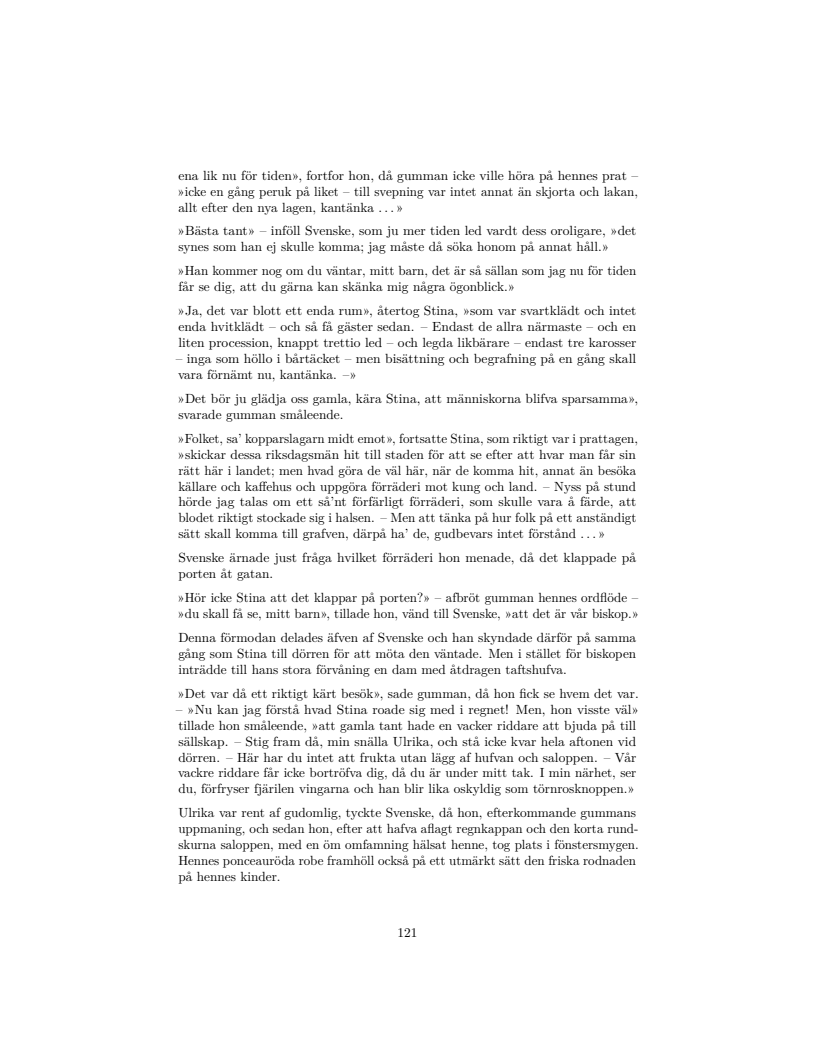 ena lik nu för tiden», fortfor hon, då gumman icke ville höra på hennes prat –
»icke en gång peruk på liket – till svepning var intet annat än skjorta och lakan,
allt efter den nya lagen, kantänka . . . »
»Bästa tant» – inföll Svenske, som ju mer tiden led vardt dess oroligare, »det
synes som han ej skulle komma; jag måste då söka honom på annat håll.»
»Han kommer nog om du väntar, mitt barn, det är så sällan som jag nu för tiden
får se dig, att du gärna kan skänka mig några ögonblick.»
»Ja, det var blott ett enda rum», återtog Stina, »som var svartklädt och intet
enda hvitklädt – och så få gäster sedan. – Endast de allra närmaste – och en
liten procession, knappt trettio led – och legda likbärare – endast tre karosser
– inga som höllo i bårtäcket – men bisättning och begrafning på en gång skall
vara förnämt nu, kantänka. –»
»Det bör ju glädja oss gamla, kära Stina, att människorna blifva sparsamma»,
svarade gumman småleende.
»Folket, sa’ kopparslagarn midt emot», fortsatte Stina, som riktigt var i prattagen,
»skickar dessa riksdagsmän hit till staden för att se efter att hvar man får sin
rätt här i landet; men hvad göra de väl här, när de komma hit, annat än besöka
källare och kaffehus och uppgöra förräderi mot kung och land. – Nyss på stund
hörde jag talas om ett så’nt förfärligt förräderi, som skulle vara å färde, att
blodet riktigt stockade sig i halsen. – Men att tänka på hur folk på ett anständigt
sätt skall komma till grafven, därpå ha’ de, gudbevars intet förstånd . . . »
Svenske ärnade just fråga hvilket förräderi hon menade, då det klappade på
porten åt gatan.
»Hör icke Stina att det klappar på porten?» – afbröt gumman hennes ordflöde –
»du skall få se, mitt barn», tillade hon, vänd till Svenske, »att det är vår biskop.»
Denna förmodan delades äfven af Svenske och han skyndade därför på samma
gång som Stina till dörren för att möta den väntade. Men i stället för biskopen
inträdde till hans stora förvåning en dam med åtdragen taftshufva.
»Det var då ett riktigt kärt besök», sade gumman, då hon fick se hvem det var.
– »Nu kan jag förstå hvad Stina roade sig med i regnet! Men, hon visste väl»
tillade hon småleende, »att gamla tant hade en vacker riddare att bjuda på till
sällskap. – Stig fram då, min snälla Ulrika, och stå icke kvar hela aftonen vid
dörren. – Här har du intet att frukta utan lägg af hufvan och saloppen. – Vår
vackre riddare får icke bortröfva dig, då du är under mitt tak. I min närhet, ser
du, förfryser fjärilen vingarna och han blir lika oskyldig som törnrosknoppen.»
Ulrika var rent af gudomlig, tyckte Svenske, då hon, efterkommande gummans
uppmaning, och sedan hon, efter att hafva aflagt regnkappan och den korta rund-
skurna saloppen, med en öm omfamning hälsat henne, tog plats i fönstersmygen.
Hennes ponceauröda robe framhöll också på ett utmärkt sätt den friska rodnaden
på hennes kinder.
121